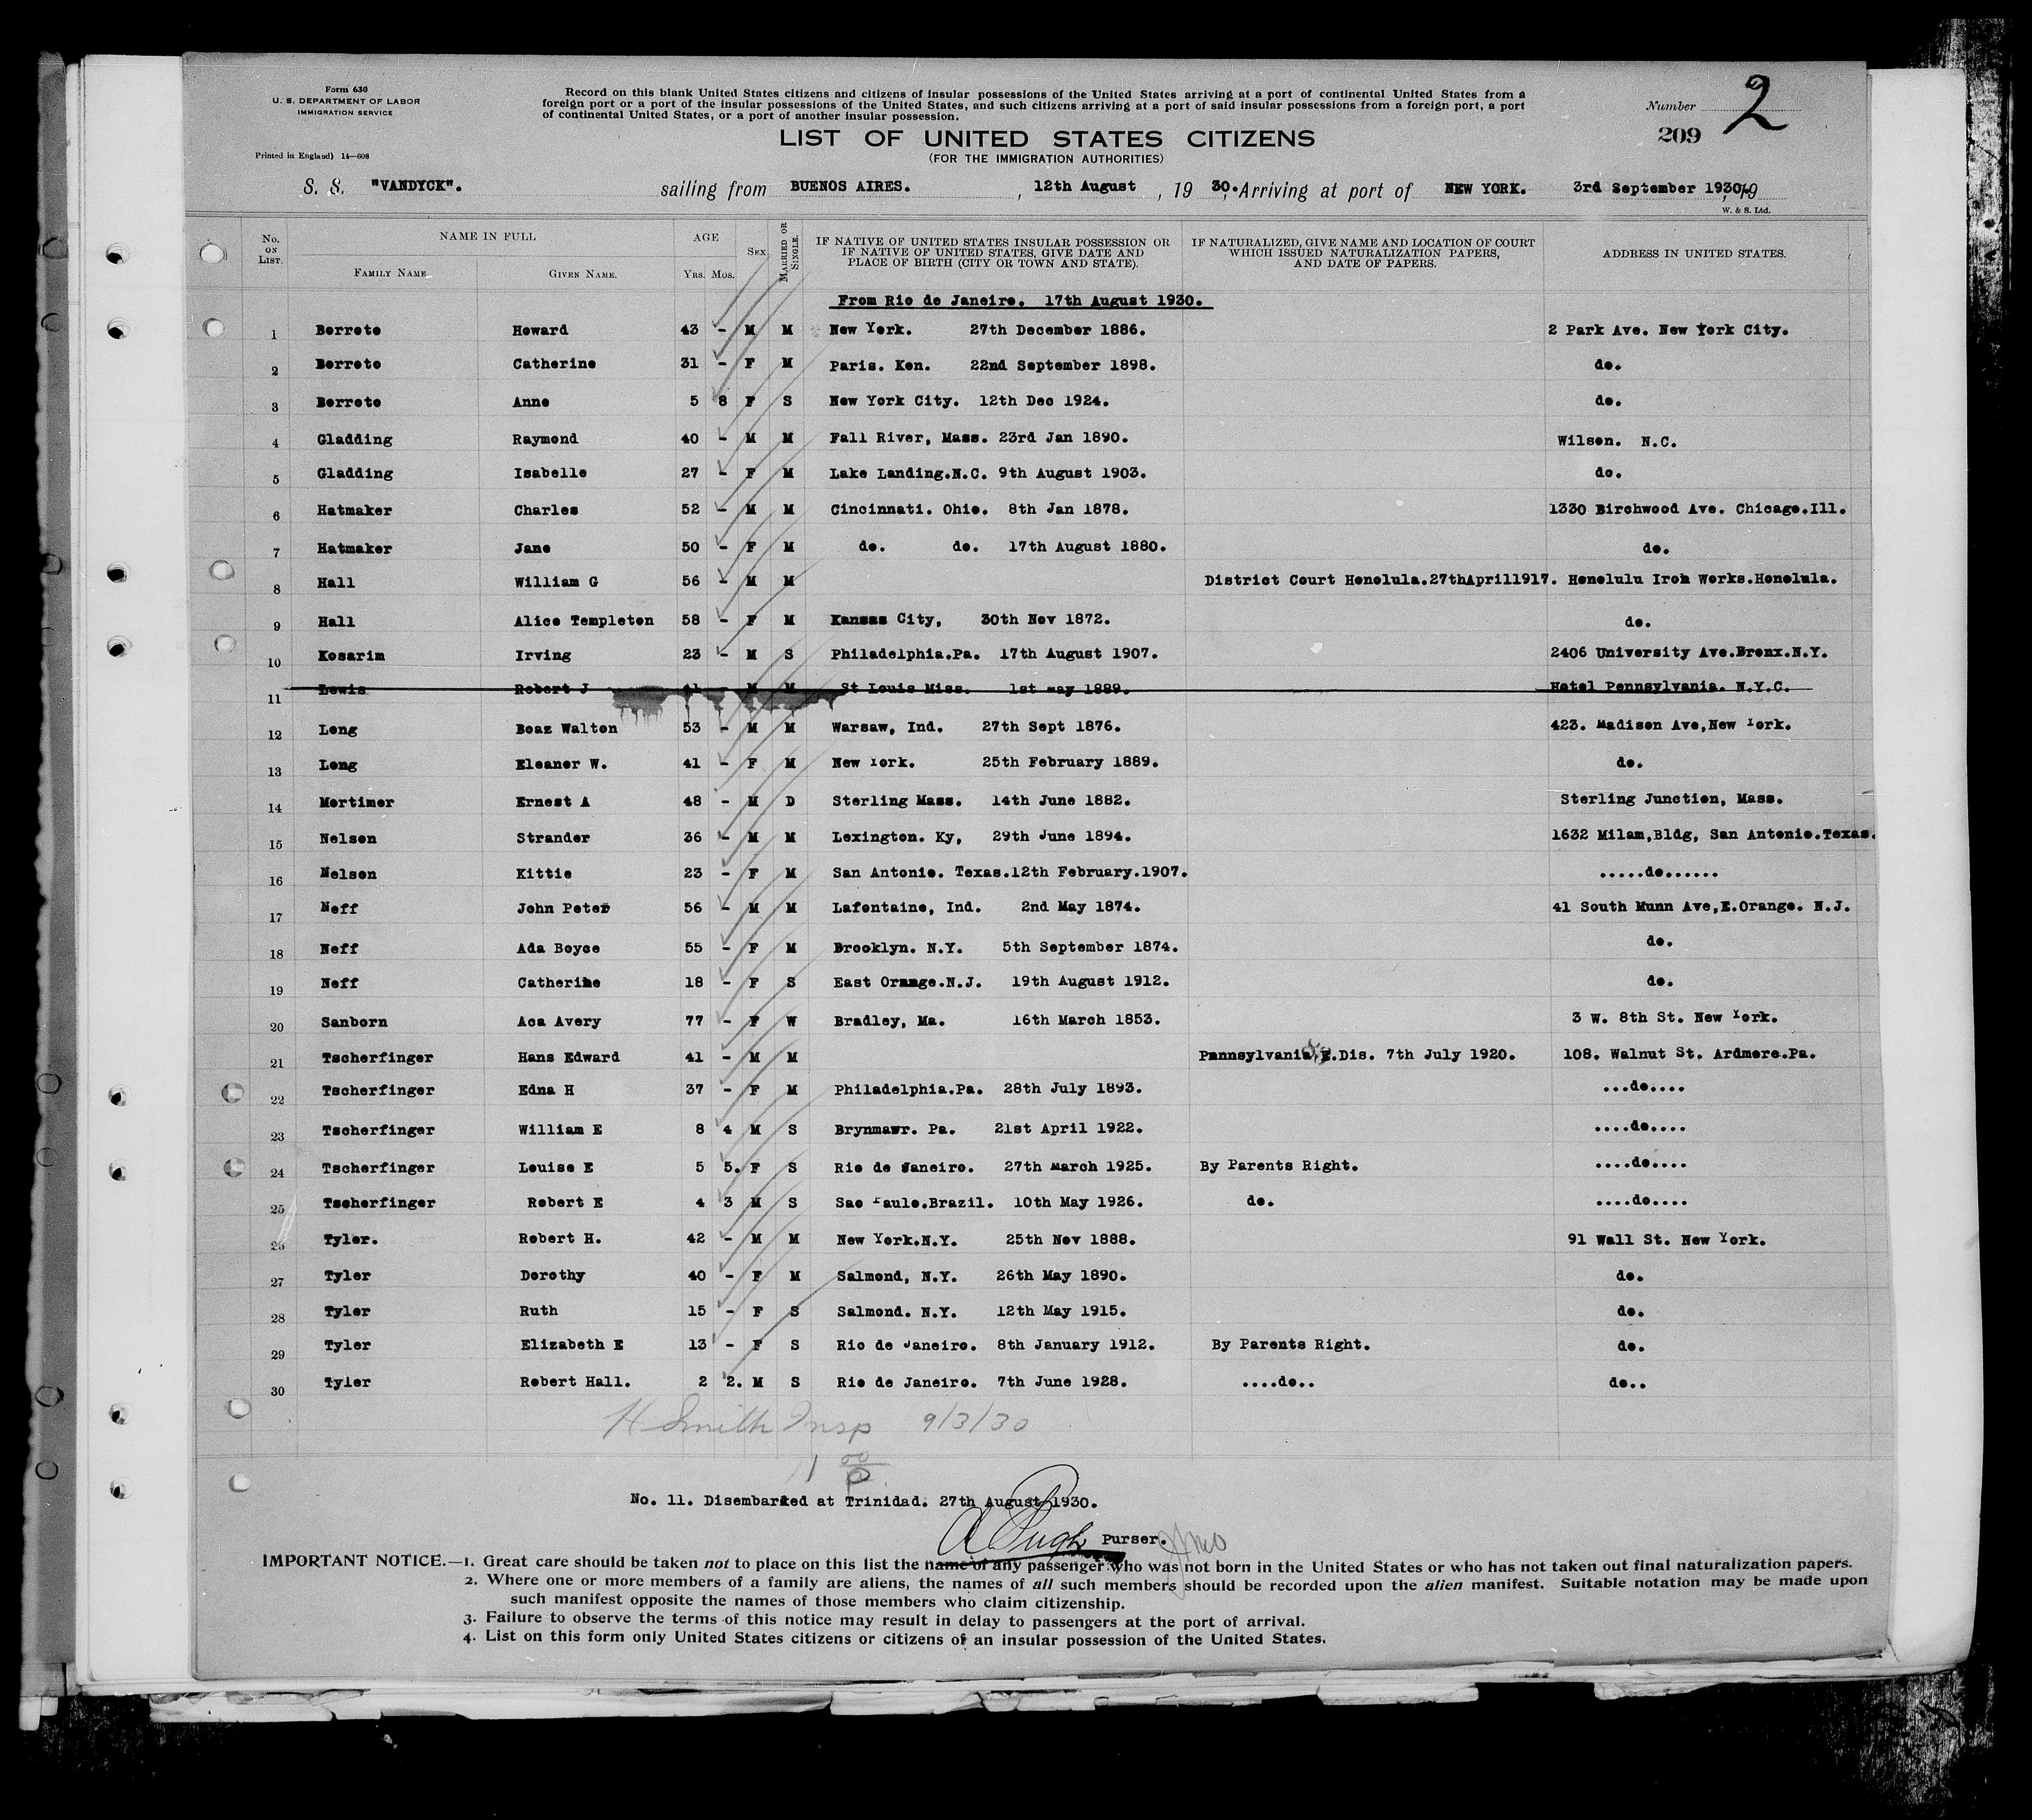 Form 630
U. S. DEPARTMENT OF LABOR
IMMIGRATION SERVICE
Printed in England) 14—608
Record on this blank United States citizens and citizens of insular possessions of the United States arriving at a port of continental United States from a
foreign port or a port of the insular possessions of the United States, and such citizens arriving at a port of said insular possessions from a foreign port, a port
of continental United States, or a port of another insular possession.
Number 2
209
LIST OF UNITED STATES CITIZENS
(FOR THE IMMIGRATION AUTHORITIES)
S. S. "VANDYCK". sailing from BUENOS AIRES. , 12th August , 19 30. , Arriving at port of NEW YORK. 3rd September 1930. , 19
W. & S. Ltd.
No. ON LIST. NAME IN FULL FAMILY NAME. GIVEN NAME. AGE YRS. MOS. SEX MARRIED OR SINGLE. IF NATIVE OF UNITED STATES INSULAR POSSESSION OR IF NATIVE OF UNITED STATES, GIVE DATE AND PLACE OF BIRTH (CITY OR TOWN AND STATE). IF NATURALIZED, GIVE NAME AND LOCATION OF COURT WHICH ISSUED NATURALIZATION PAPERS, AND DATE OF PAPERS. ADDRESS IN UNITED STATES.
From Rio de Janeiro. 17th August 1930.
1 Borroto Howard 43 - M M New York. 27th December 1886. 2 Park Ave. New York City.
2 Borroto Catherine 31 - F M Paris. Ken. 22nd September 1898. do.
3 Borroto Anne 5 8 F S New York City. 12th Dec 1924. do.
4 Gladding Raymond 40 - M M Fall River, Mass. 23rd Jan 1890. Wilson. N.C.
5 Gladding Isabelle 27 - F M Lake Landing.N.C. 9th August 1903. do.
6 Hatmaker Charles 52 - M M Cincinnati. Ohio. 8th Jan 1878. 1330 Birchwood Ave. Chicago.Ill.
7 Hatmaker Jane 50 - F M do. do. 17th August 1880. do.
8 Hall William G 56 - M M District Court Honolula.27thApril1917. Honolulu Iron Works.Honolula.
9 Hall Alice Templeton 58 - F M Kansas City, 30th Nov 1872. do.
10 Kosarim Irving 23 - M S Philadelphia.Pa. 17th August 1907. 2406 University Ave.Bronx.N.Y.
11 Lewis Robert J 41 - M M St Louis Miss. 1st may 1889. Hotel Pennsylvania. N.Y.C.
12 Long Boaz Walton 53 - M M Warsaw, Ind. 27th Sept 1876. 423. Madison Ave,New York.
13 Long Eleanor W. 41 - F M New York. 25th February 1889. do.
14 Mortimer Ernest A 48 - M D Sterling Mass. 14th June 1882. Sterling Junction, Mass.
15 Nelson Strander 36 - M M Lexington. Ky, 29th June 1894. 1632 Milam,Bldg, San Antonio.Texas.
16 Nelson Kittie 23 - F M San Antonio. Texas.12th February.1907. .....do.......
17 Neff John Peter 56 - M M Lafontaine, Ind. 2nd May 1874. 41 South Munn Ave,E.Orange. N.J.
18 Neff Ada Boyce 55 - F M Brooklyn. N.Y. 5th September 1874. do.
19 Neff Catherine 18 - F S East Orange.N.J. 19th August 1912. do.
20 Sanborn Aca Avery 77 - F W Bradley, Ma. 16th March 1853. 3 W. 8th St. New York.
21 Tscherfinger Hans Edward 41 - M M Pannsylvania E.Dis. 7th July 1920. 108. Walnut St. Ardmore.Pa.
22 Tscherfinger Edna H 37 - F M Philadelphia.Pa. 28th July 1893. ...do....
23 Tscherfinger William E 8 4 M S Brynmawr. Pa. 21st April 1922. ....do....
24 Tscherfinger Louise E 5 5. F S Rio de Janeiro. 27th march 1925. By Parents Right. ....do....
25 Tscherfinger Robert E 4 3 M S Sao Paulo.Brazil. 10th May 1926. do. ....do....
26 Tyler. Robert H. 42 - M M New York.N.Y. 25th Nov 1888. 91 Wall St. New York.
27 Tyler Dorothy 40 - F M Salmond, N.Y. 26th May 1890. do.
28 Tyler Ruth 15 - F S Salmond. N.Y. 12th May 1915. do.
29 Tyler Elizabeth E 13 - F S Rio de Janeiro. 8th January 1912. By Parents Right. do.
30 Tyler Robert Hall. 2 2. M S Rio de Janeiro. 7th June 1928. ....do.. do..
H Smith Insp 9/3/30
No. 11. Disembarked at Trinidad. 27th August 1930.
A Pugh Purser.
IMPORTANT NOTICE.—1. Great care should be taken not to place on this list the name of any passenger who was not born in the United States or who has not taken out final naturalization papers.
2. Where one or more members of a family are aliens, the names of all such members should be recorded upon the alien manifest. Suitable notation may be made upon
such manifest opposite the names of those members who claim citizenship.
3. Failure to observe the terms of this notice may result in delay to passengers at the port of arrival.
4. List on this form only United States citizens or citizens of an insular possession of the United States.